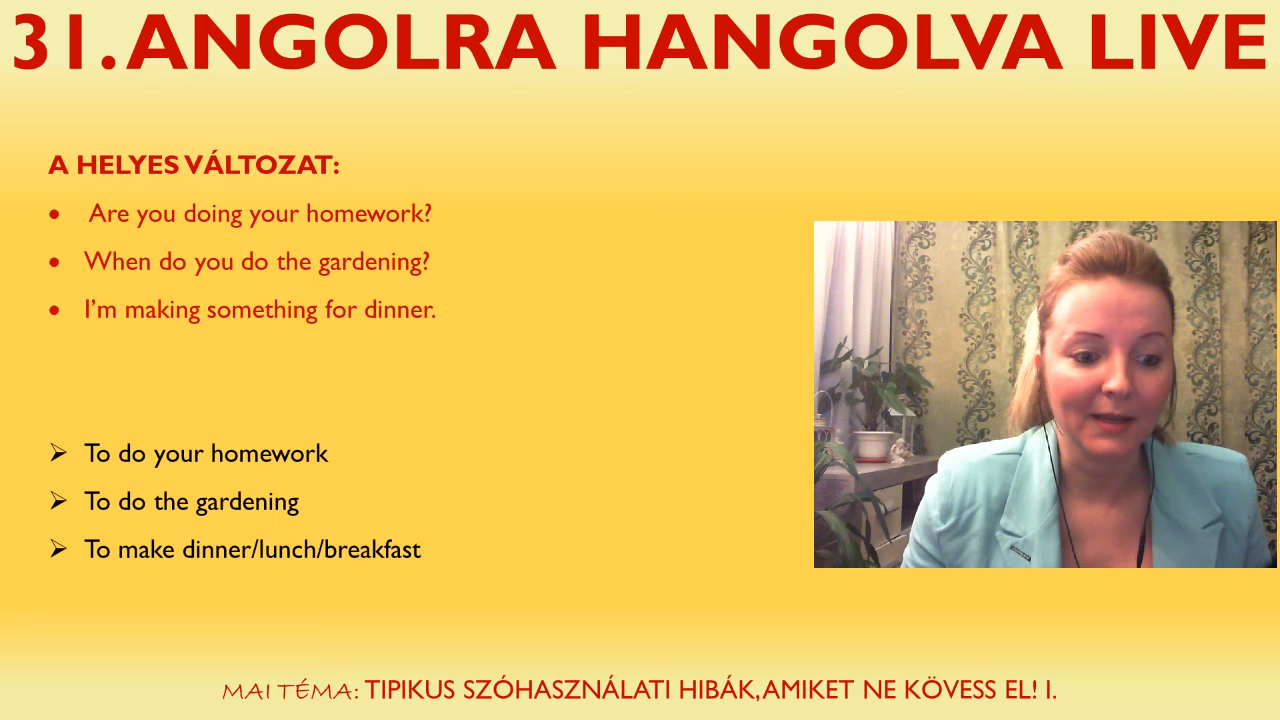 31. ANGOLRA HANGOLVA LIVE
A HELYES VÁLTOZAT:
• Are you doing your homework?
• When do you do the gardening?
• I'm making something for dinner.
➢ To do your homework
➢ To do the gardening
➢ To make dinner/lunch/breakfast
MAI TÉMA: TIPIKUS SZÓHASZNÁLATI HIBÁK, AMIKET NE KÖVESS EL! I.